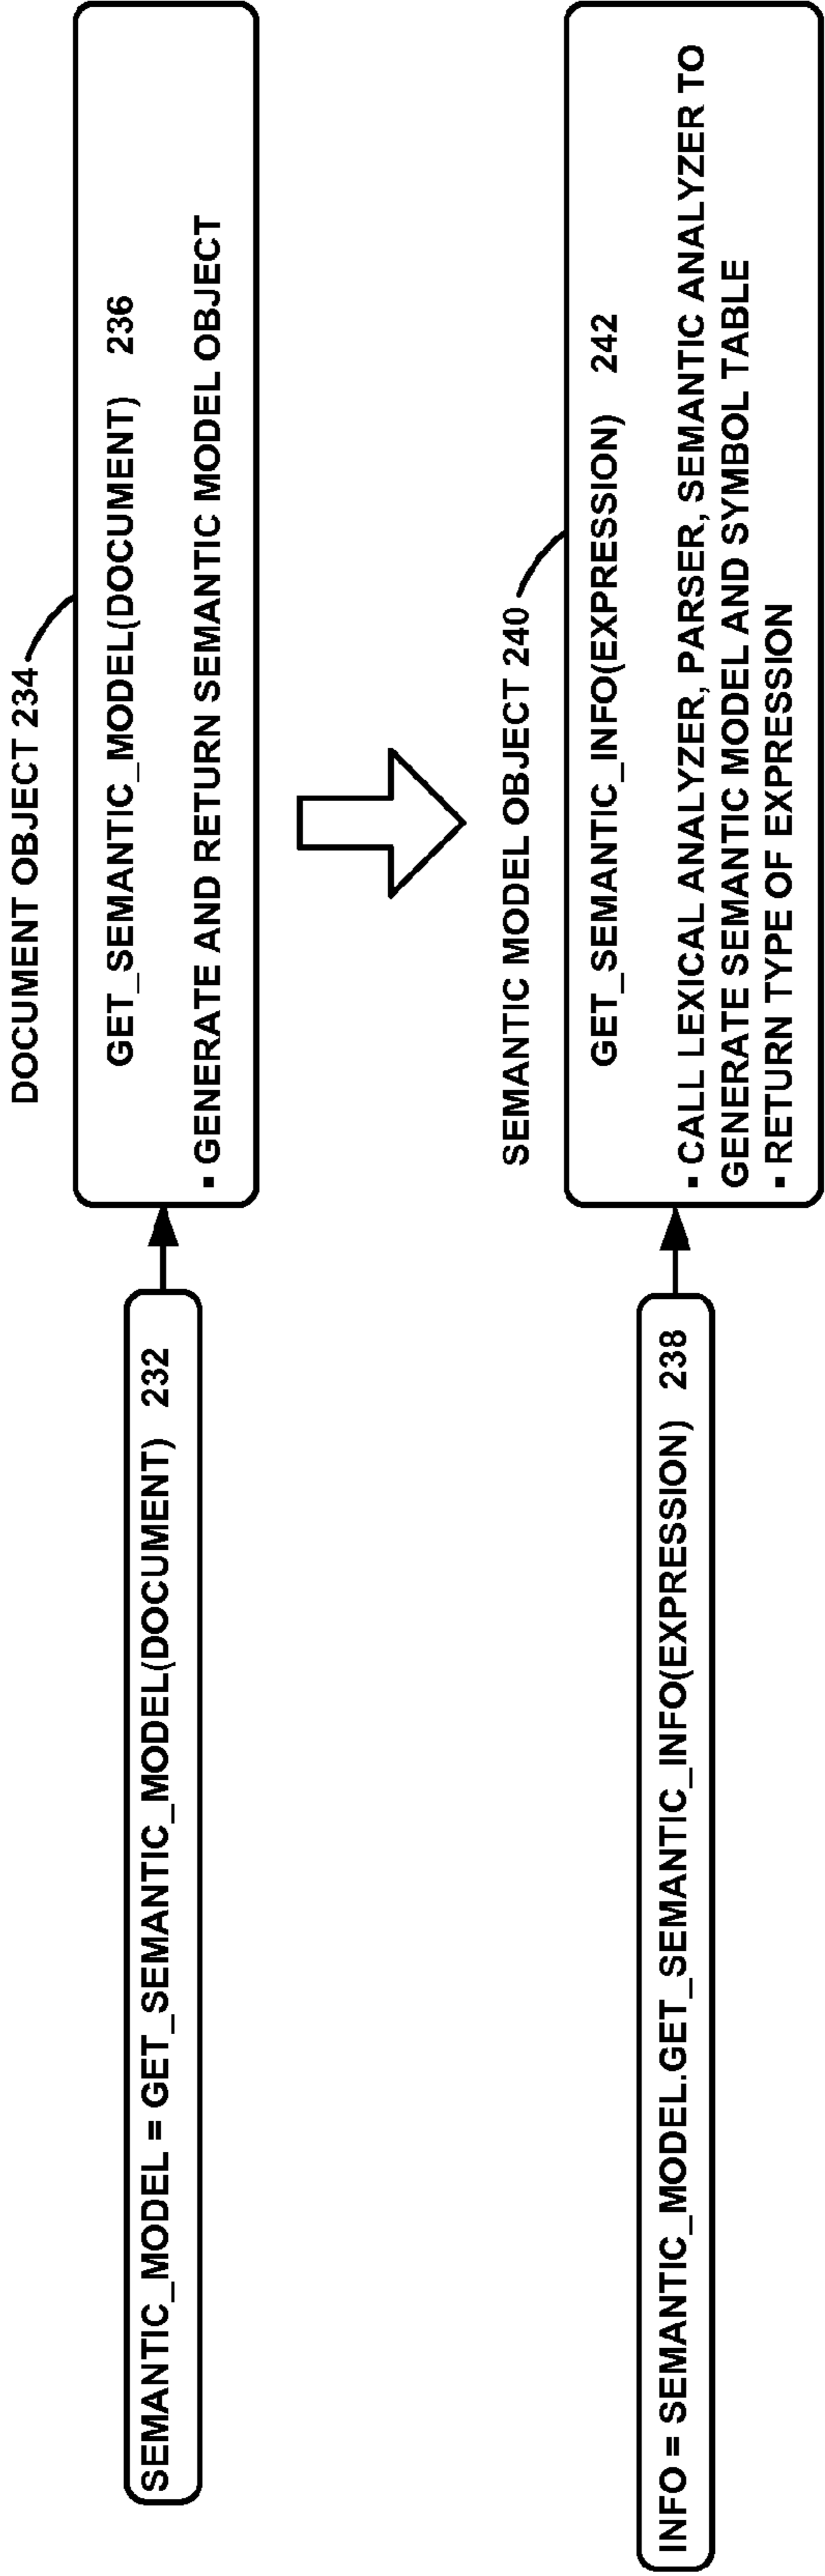 DOCUMENT OBJECT 234
SEMANTIC_MODEL = GET_SEMANTIC_MODEL(DOCUMENT) 232
GET_SEMANTIC_MODEL(DOCUMENT) 236
▪ GENERATE AND RETURN SEMANTIC MODEL OBJECT
SEMANTIC MODEL OBJECT 240
INFO = SEMANTIC_MODEL.GET_SEMANTIC_INFO(EXPRESSION) 238
GET_SEMANTIC_INFO(EXPRESSION) 242
▪ CALL LEXICAL ANALYZER, PARSER, SEMANTIC ANALYZER TO
GENERATE SEMANTIC MODEL AND SYMBOL TABLE
▪ RETURN TYPE OF EXPRESSION